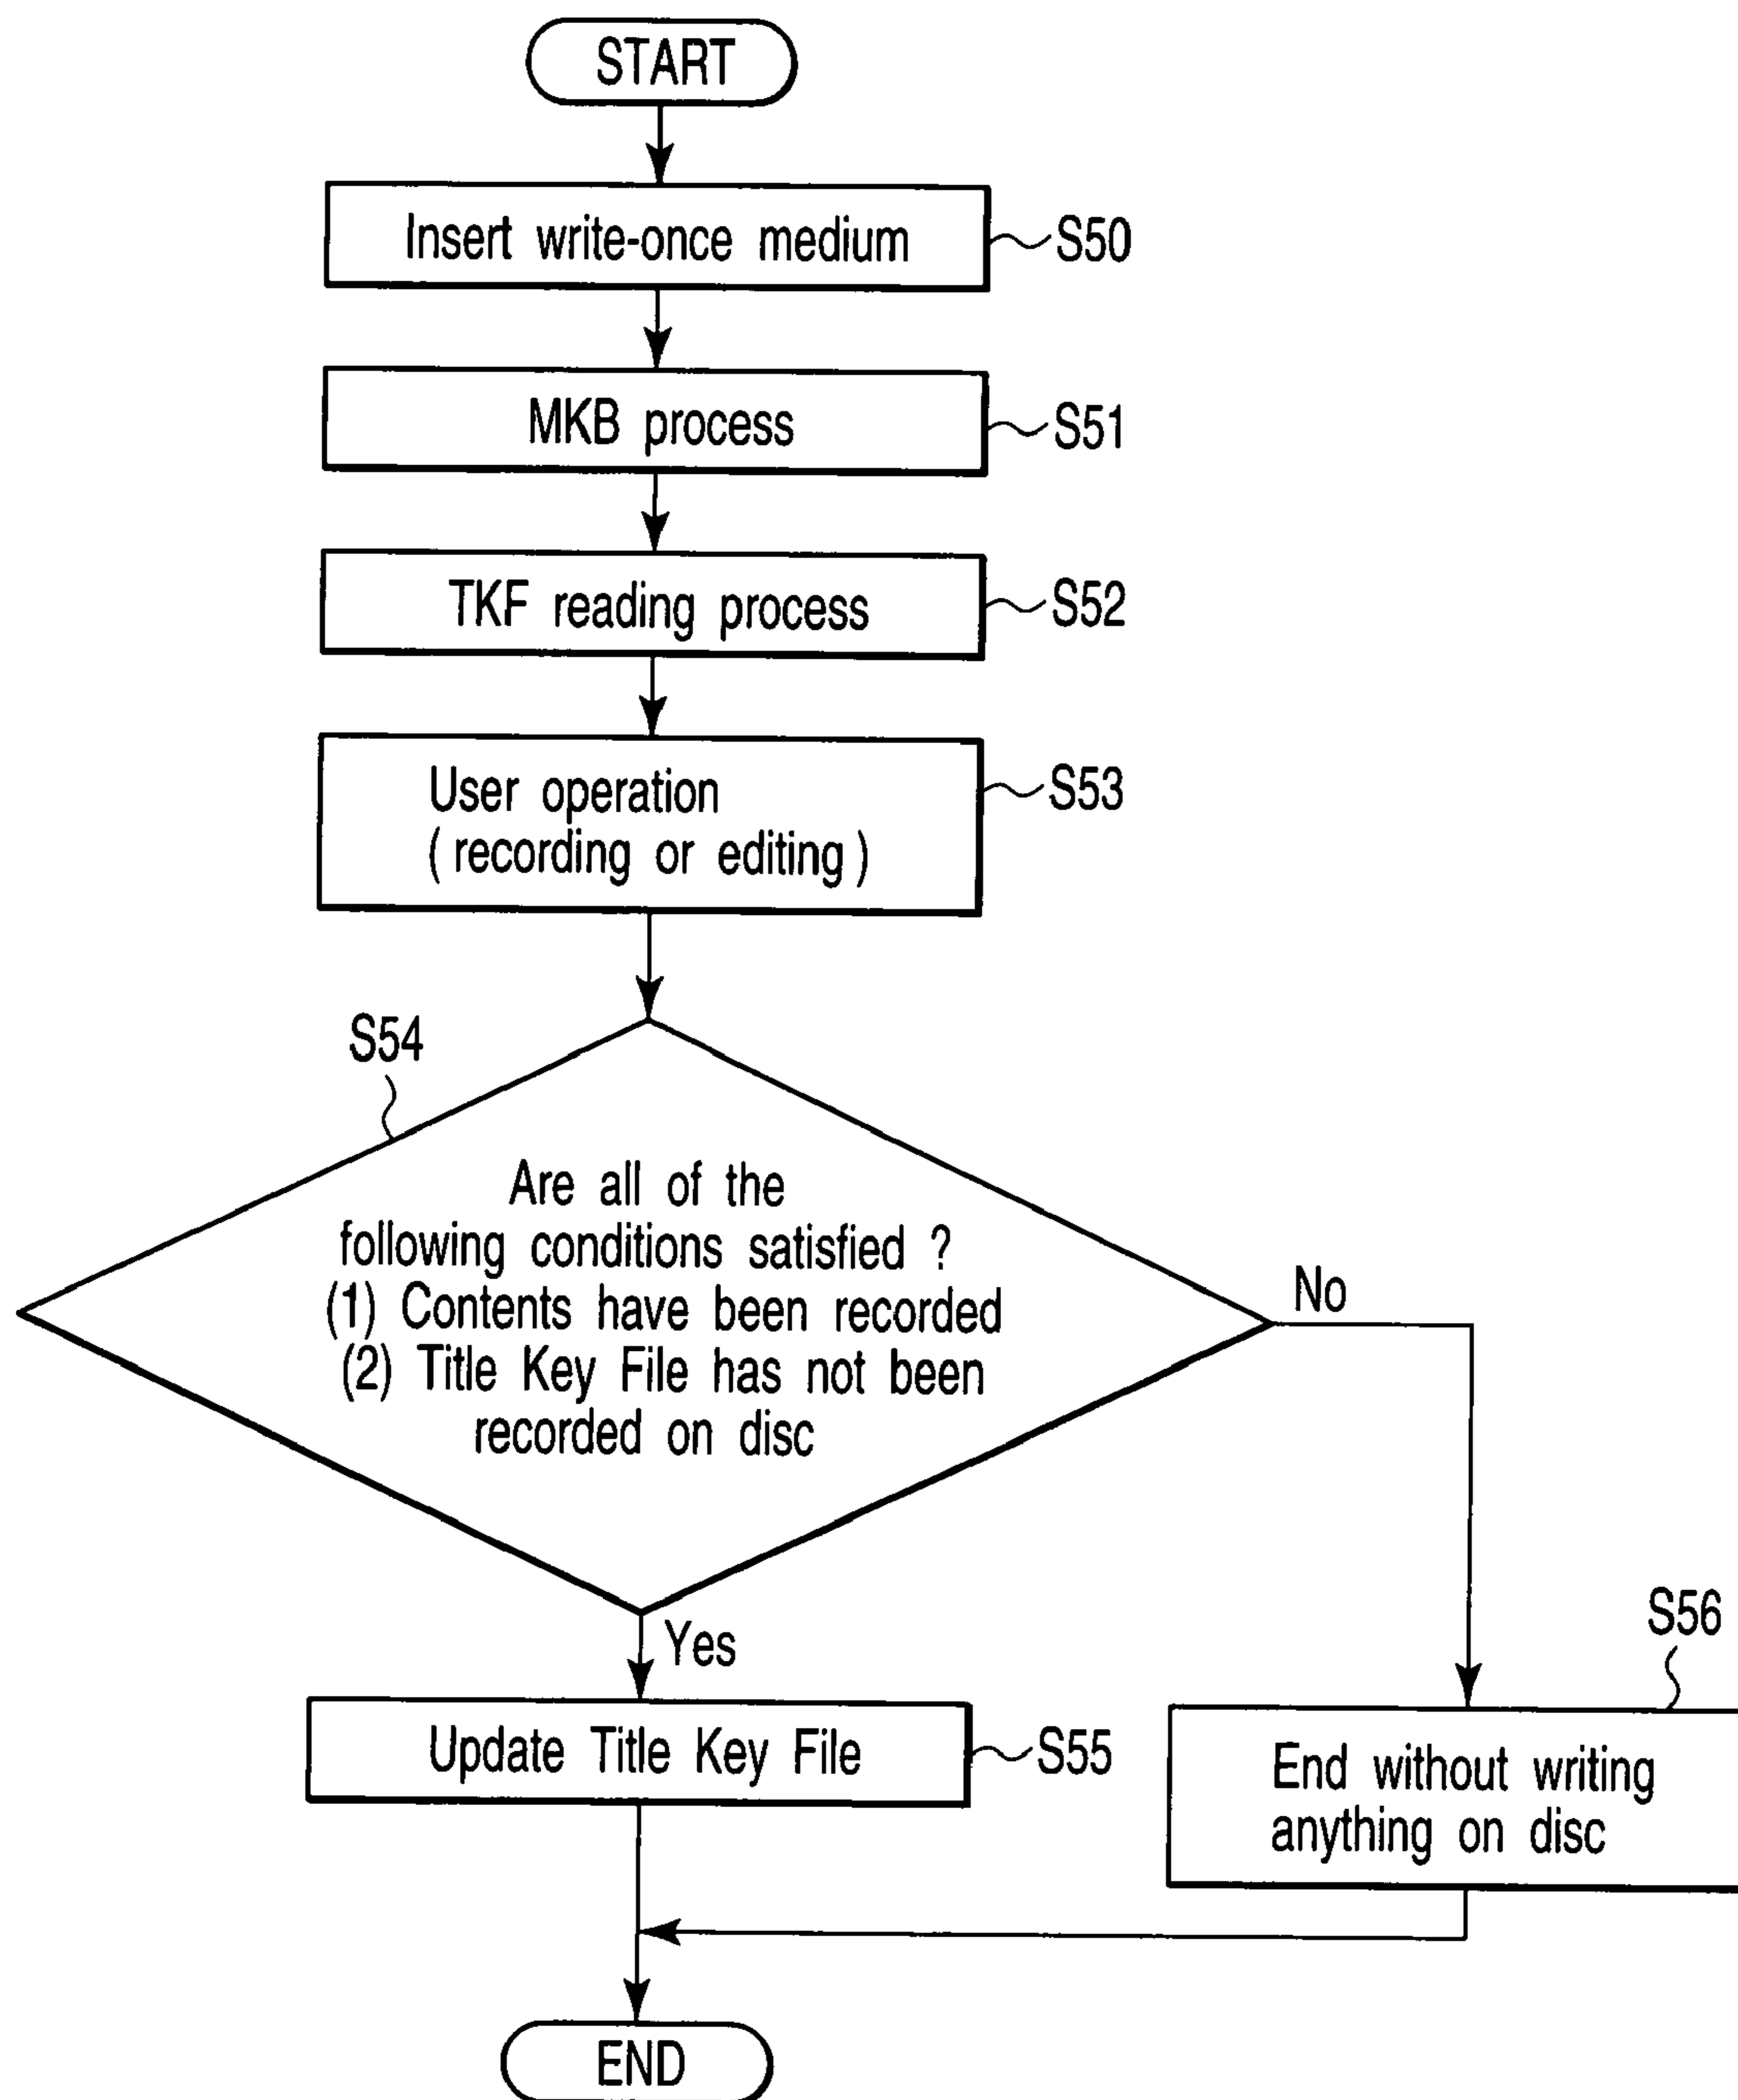 START
Insert write-once medium
S50
MKB process
S51
TKF reading process
S52
User operation
S53
(recording or editing)
S54
Are all of the
following conditions satisfied ?
(1) Contents have been recorded
(2) Title Key File has not been
recorded on disc
No
Yes
Update Title Key File
S55
S56
End without writing
anything on disc
END